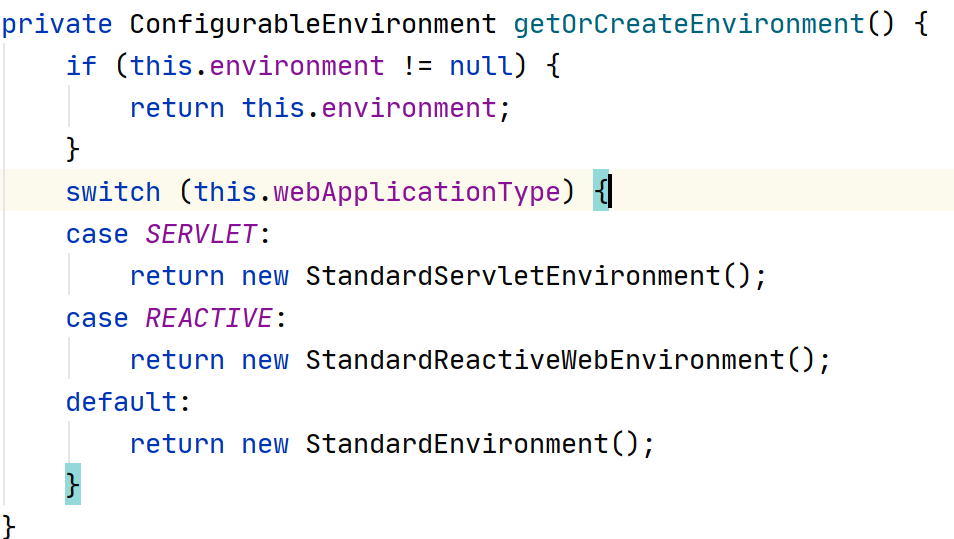 private ConfigurableEnvironment getOrCreateEnvironment() {
    if (this.environment != null) {
        return this.environment;
    }
    switch (this.webApplicationType) {
    case SERVLET:
        return new StandardServletEnvironment();
    case REACTIVE:
        return new StandardReactiveWebEnvironment();
    default:
        return new StandardEnvironment();
    }
}